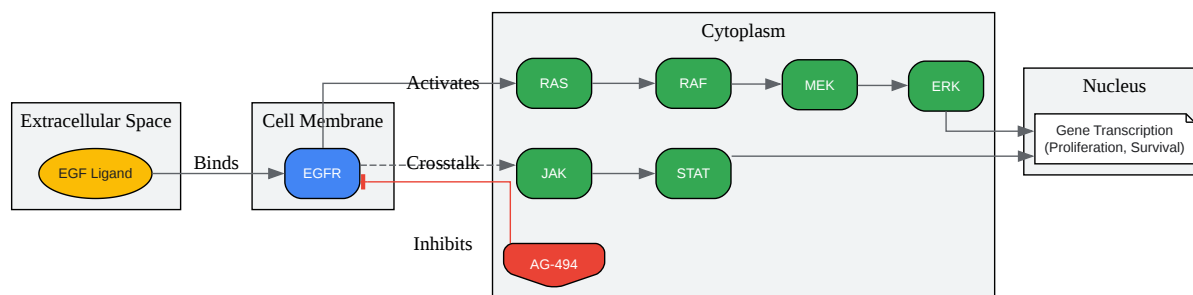 Cytoplasm
Activates
RAS
RAF
MEK
ERK
Nucleus
Gene Transcription
(Proliferation, Survival)
Extracellular Space
EGF Ligand
Binds
Cell Membrane
EGFR
Crosstalk
JAK
STAT
Inhibits
AG-494